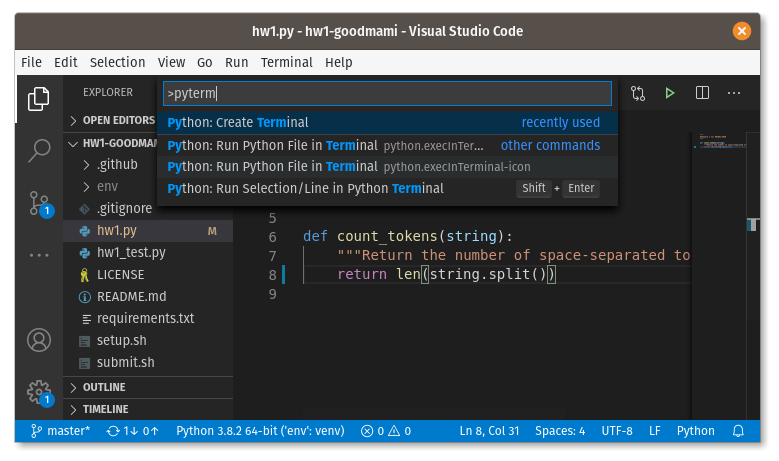 hw1.py - hw1-goodmami - Visual Studio Code
File Edit Selection View Go Run Terminal Help
EXPLORER
>pyterm
OPEN EDITORS
Python: Create Terminal recently used
HW1-GOODMAM
Python: Run Python File in Terminal python.execInTer... other commands
.github
Python: Run Python File in Terminal python.execInTerminal-icon
env
Python: Run Selection/Line in Python Terminal Shift + Enter
.gitignore
hw1.py M
hw1_test.py
LICENSE
README.md
requirements.txt
setup.sh
submit.sh
OUTLINE
TIMELINE
5
6 def count_tokens(string):
7 """Return the number of space-separated to
8 return len(string.split())
9
1
1
master* 1↓ 0↑ Python 3.8.2 64-bit ('env': venv) 0 0 Ln 8, Col 31 Spaces: 4 UTF-8 LF Python